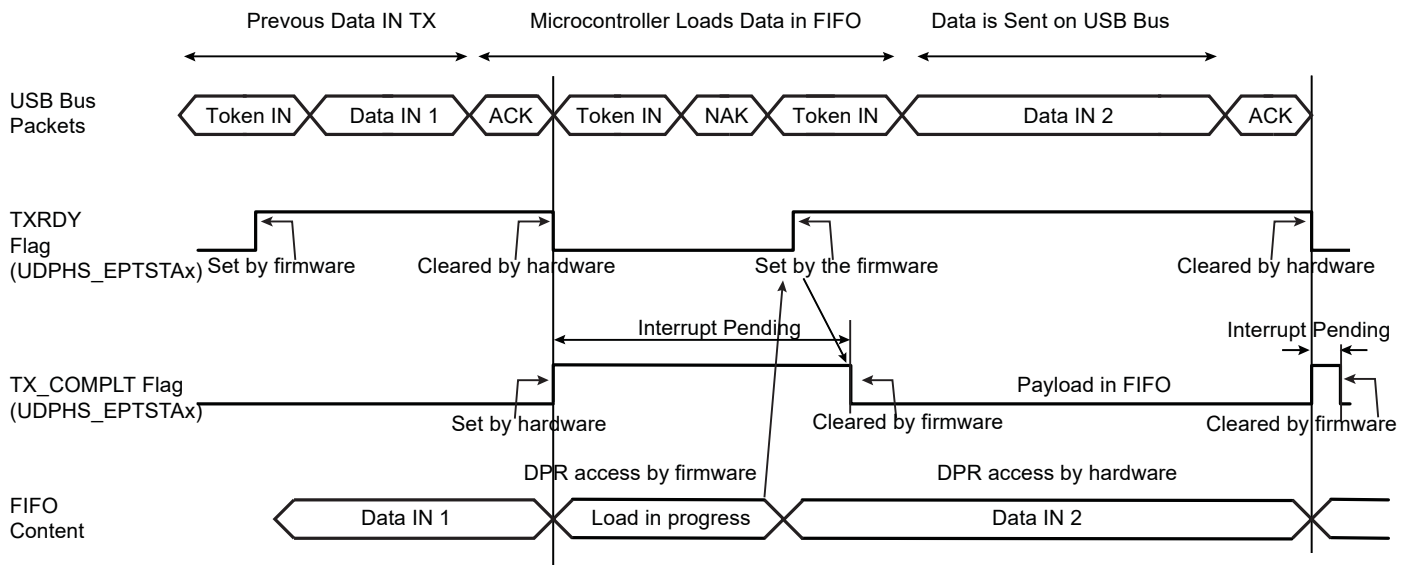 Prevous Data IN TX
Microcontroller Loads Data in FIFO
Data is Sent on USB Bus
USB Bus
Packets
Token IN
Data IN 1
ACK
Token IN
NAK
Token IN
Data IN 2
ACK
TXRDY
Flag
(UDPHS_EPTSTAx)
Set by firmware
Cleared by hardware
Set by the firmware
Cleared by hardware
Interrupt Pending
Interrupt Pending
TX_COMPLT Flag
(UDPHS_EPTSTAx)
Payload in FIFO
Set by hardware
Cleared by firmware
Cleared by firmware
DPR access by firmware
DPR access by hardware
FIFO
Content
Data IN 1
Load in progress
Data IN 2